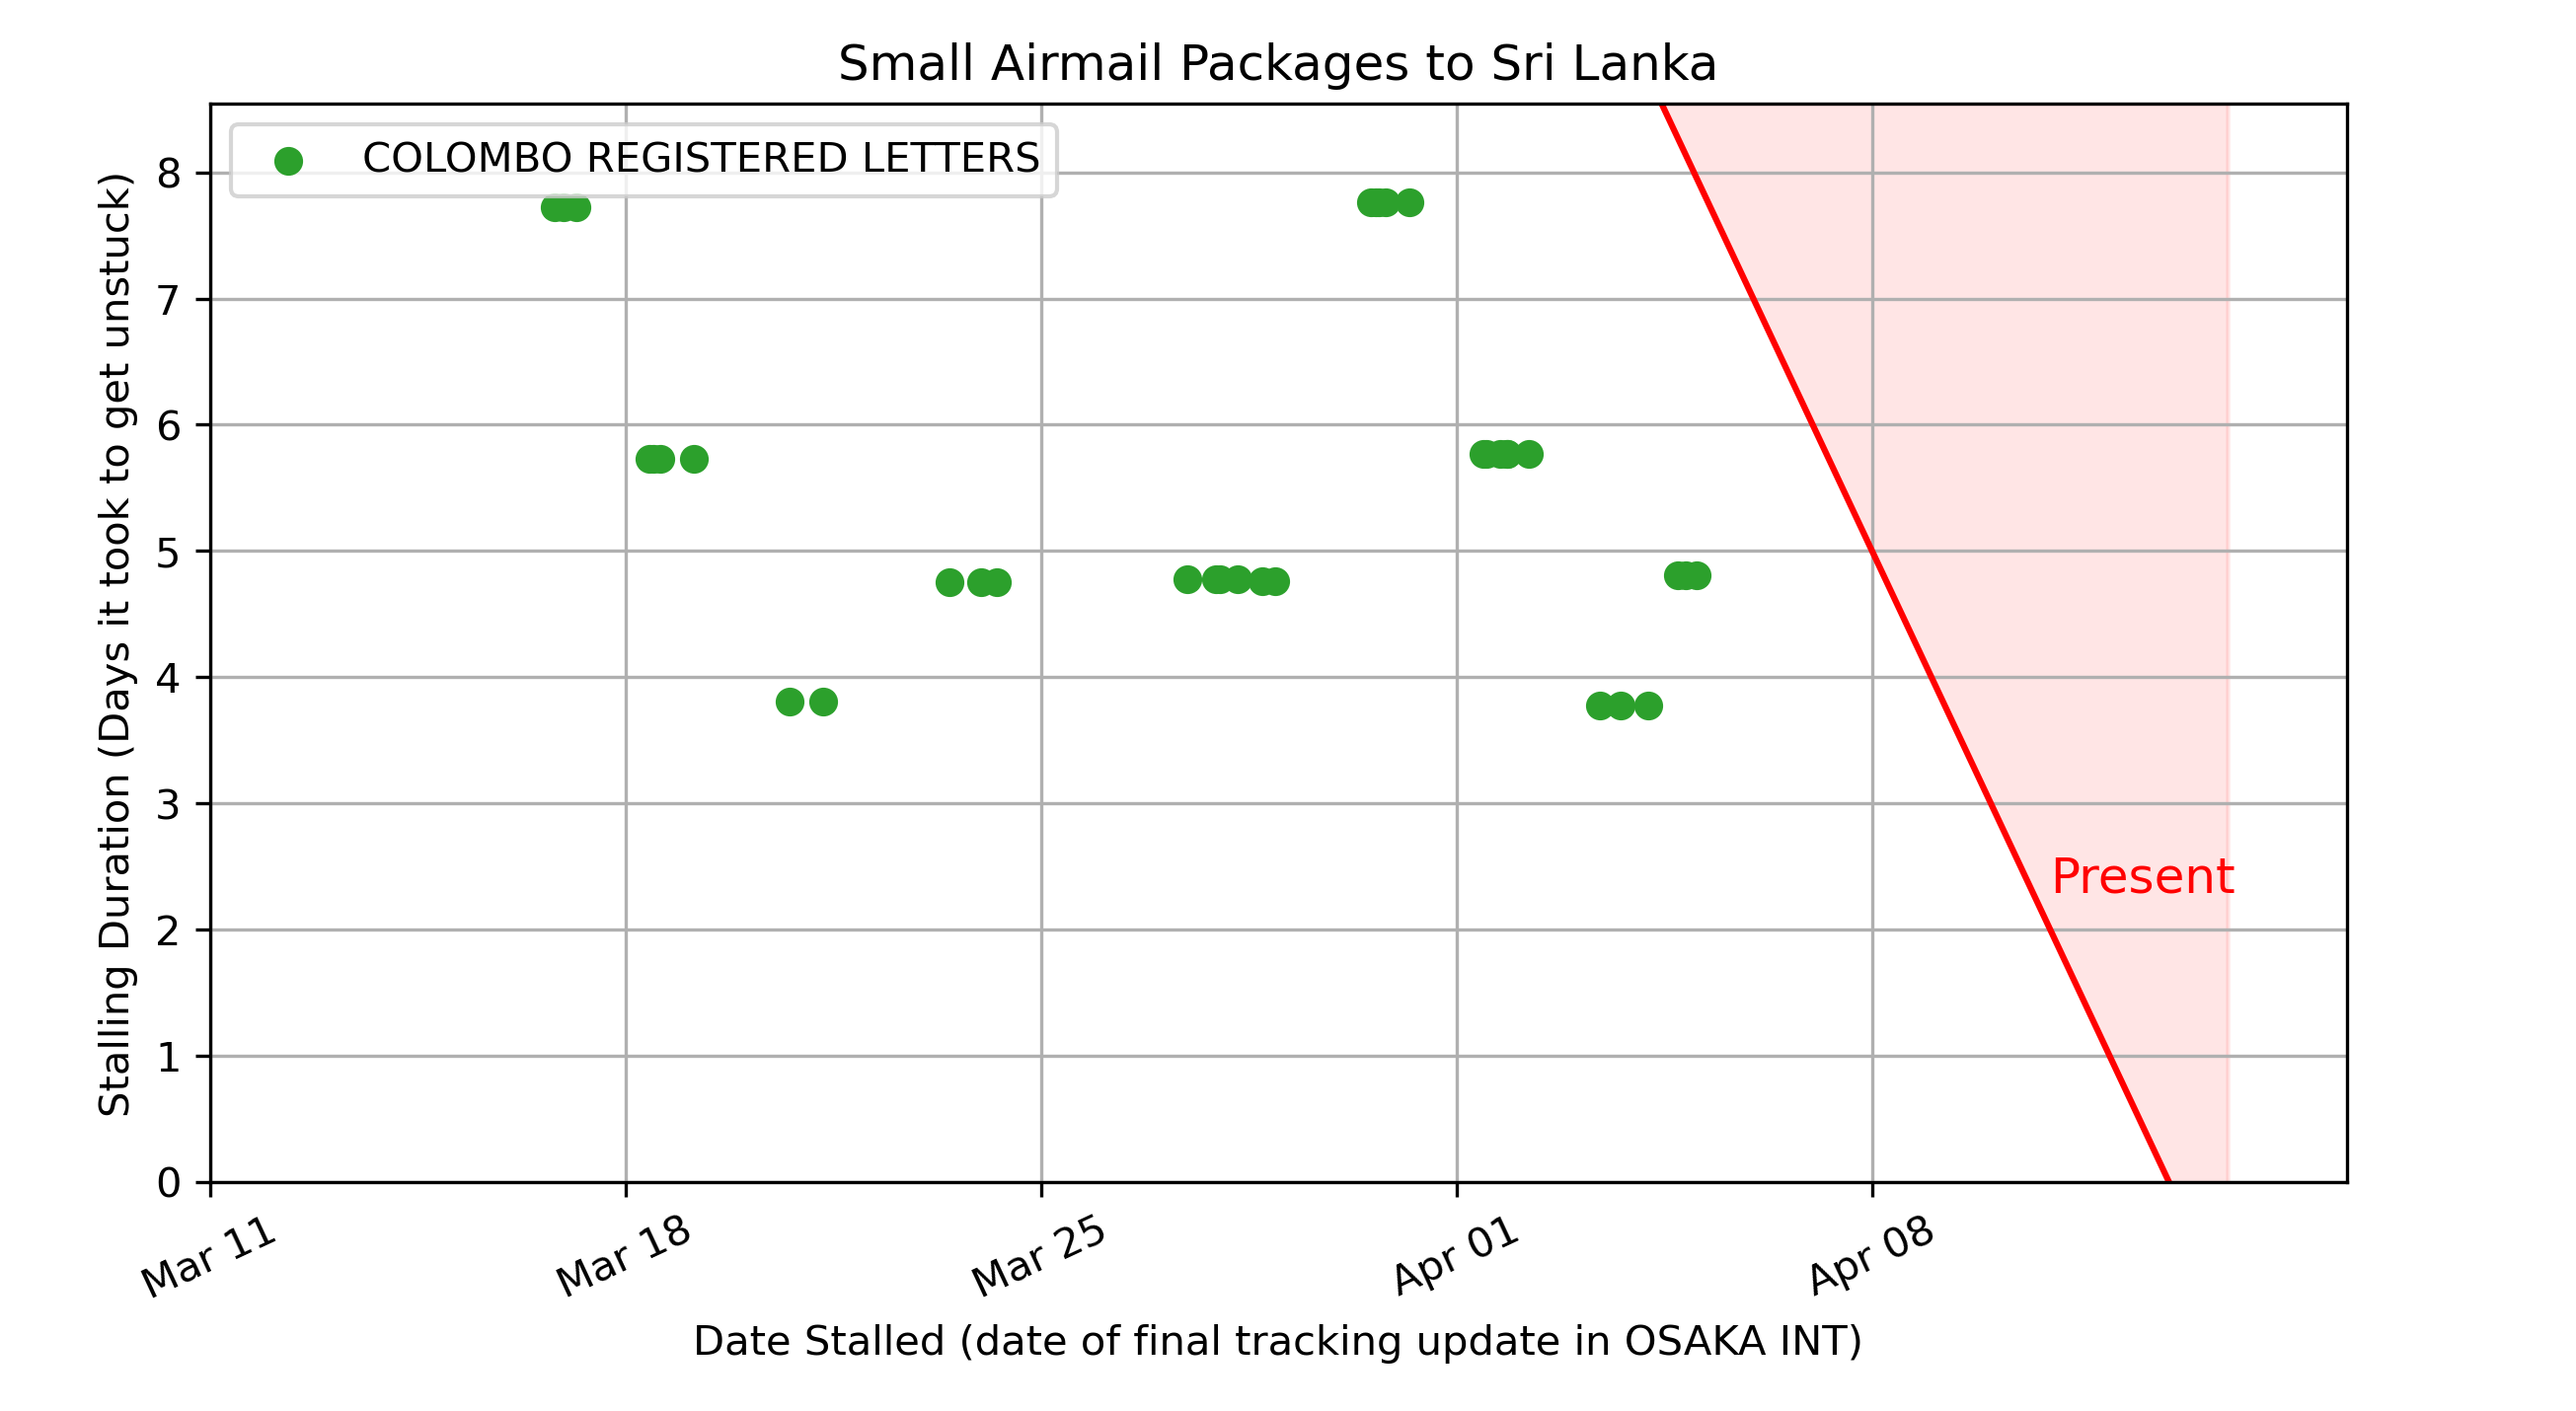 Small Airmail Packages to Sri Lanka
COLOMBO REGISTERED LETTERS
Stalling Duration (Days it took to get unstuck)
8
7
6
5
4
3
2
1
0
Present
Mar 11
Mar 18
Mar 25
Apr 01
Apr 08
Date Stalled (date of final tracking update in OSAKA INT)